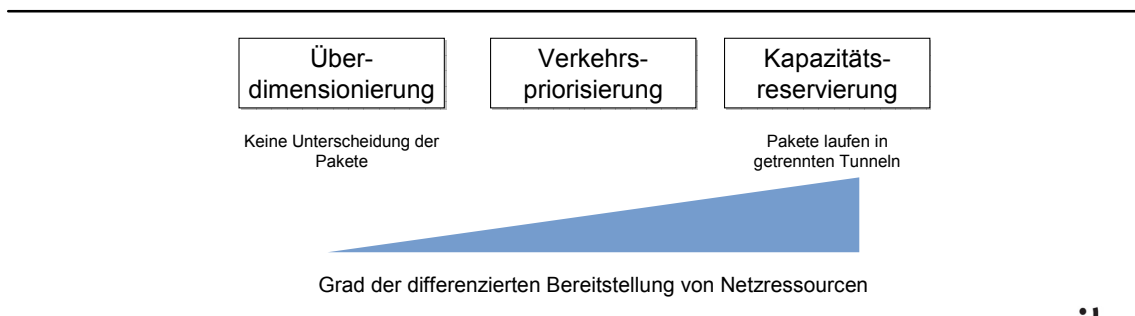 Über-
dimensionierung
Verkehrs-
priorisierung
Kapazitäts-
reservierung
Keine Unterscheidung der
Pakete
Pakete laufen in
getrennten Tunneln
Grad der differenzierten Bereitstellung von Netzressourcen